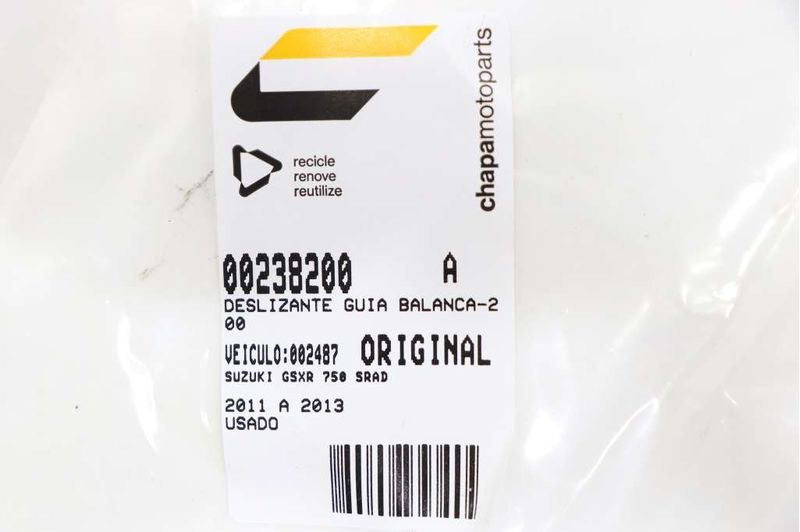 chapamotoparts
recicle
renove
reutilize
00238200 A
DESLIZANTE GUIA BALANCA-2
00
VEICULO:002487 ORIGINAL
SUZUKI GSXR 750 SRAD
2011 A 2013
USADO